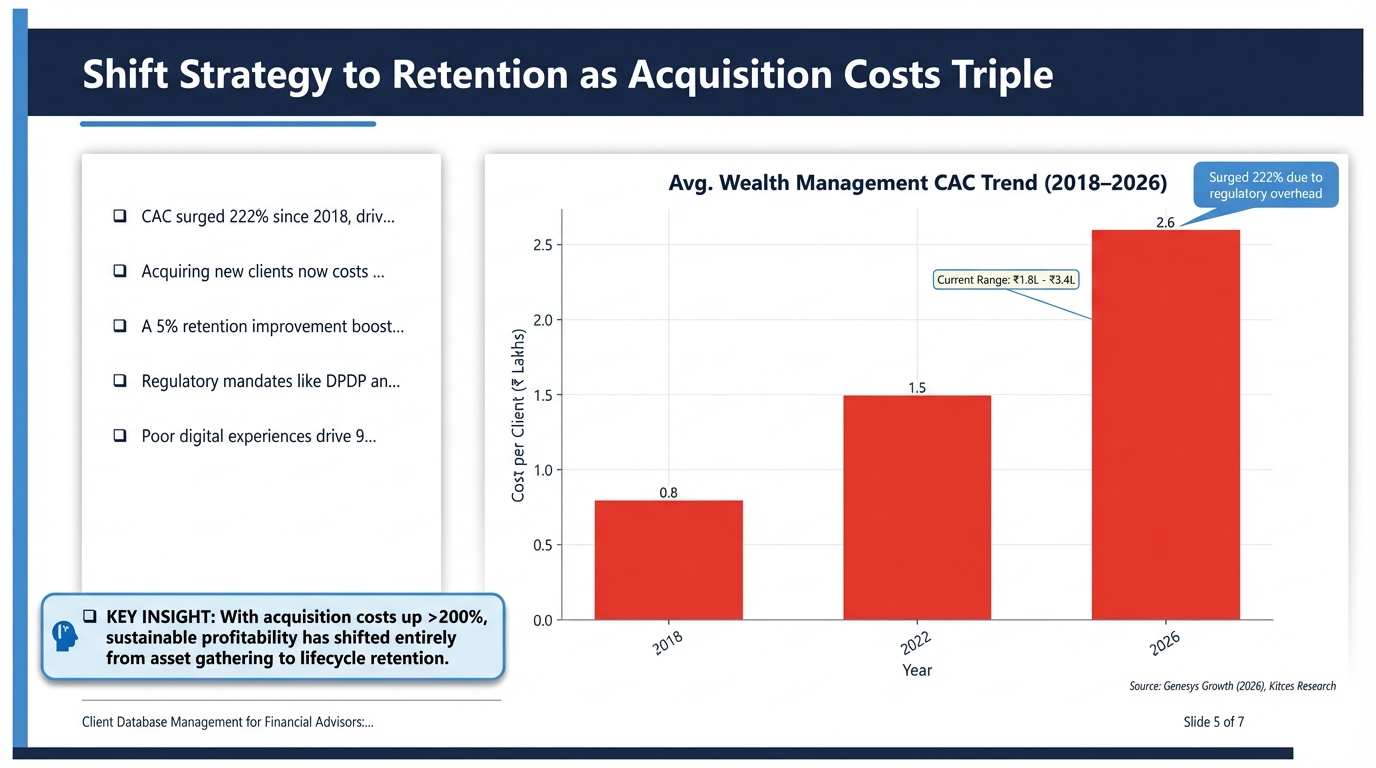 Shift Strategy to Retention as Acquisition Costs Triple
❑ CAC surged 222% since 2018, driv...
❑ Acquiring new clients now costs ...
❑ A 5% retention improvement boost...
❑ Regulatory mandates like DPDP an...
❑ Poor digital experiences drive 9...
❑ KEY INSIGHT: With acquisition costs up >200%,
sustainable profitability has shifted entirely
from asset gathering to lifecycle retention.
Avg. Wealth Management CAC Trend (2018–2026)
Surged 222% due to
regulatory overhead
Current Range: ₹1.8L - ₹3.4L
Cost per Client (₹ Lakhs)
2.5
2.0
1.5
1.0
0.5
0.0
0.8
1.5
2.6
2018
2022
2026
Year
Source: Genesys Growth (2026), Kitces Research
Client Database Management for Financial Advisors:...
Slide 5 of 7